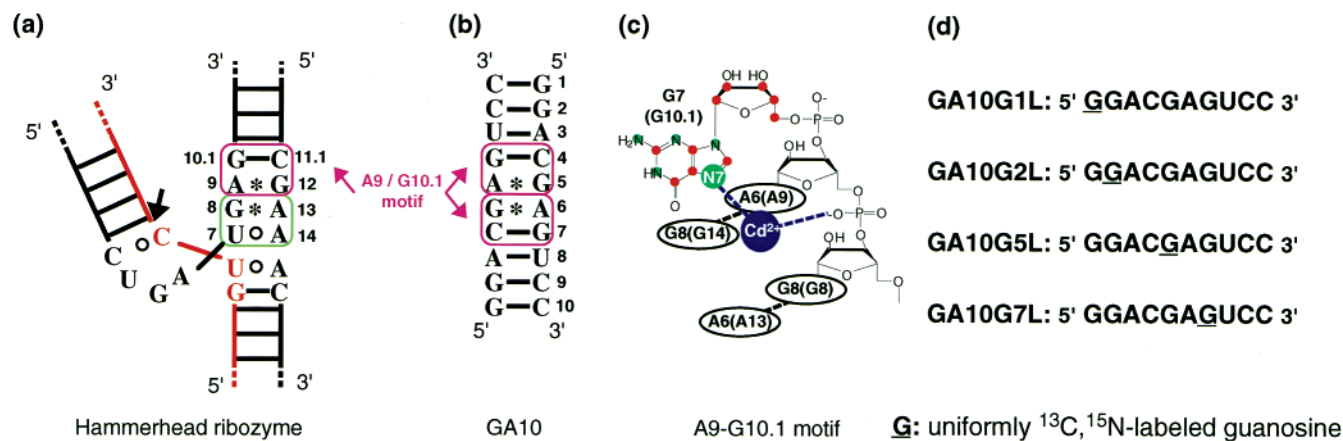 (a)
3'
5'
5'
3'
10.1 G C 11.1
9 A * G 12
8 G * A 13
7 U o A 14
A9 / G10.1
motif
C o C
U
G
A
U o A
G C
5'
3'
Hammerhead ribozyme
(b)
3' 5'
C G 1
C G 2
U A 3
G C 4
A * G 5
G * A 6
C G 7
A U 8
G C 9
G C 10
5' 3'
GA10
(c)
OH HO
G7
(G10.1)
O
O-
O P O
O
H2N N N N
HN
N7
O
OH
O
O
O
A6(A9)
-O P O
O
G8(G14)
Cd2+
OH
O
G8(G8)
O
A6(A13)
A9-G10.1 motif
(d)
GA10G1L: 5' GGACGAGUCC 3'
GA10G2L: 5' GGACGAGUCC 3'
GA10G5L: 5' GGACGAGUCC 3'
GA10G7L: 5' GGACGAGUCC 3'
G: uniformly 13C,15N-labeled guanosine